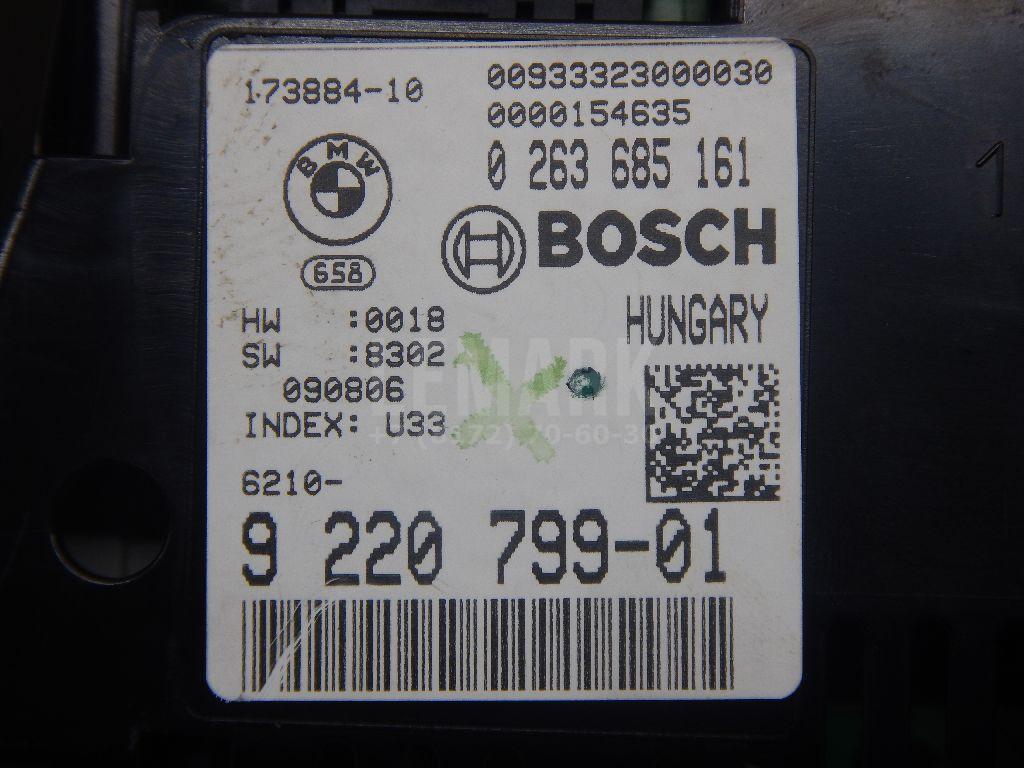 173884-10
00933323000030
0000154635
0 263 685 161
BMW
BOSCH
658
HUNGARY
HW :0018
SW :8302
090806
INDEX: U33
6210-
9 220 799-01
1